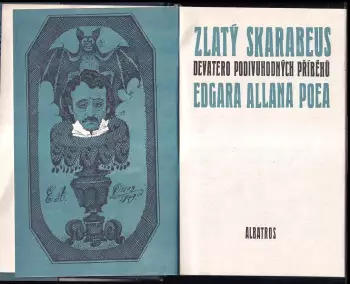 E. A.
ZLATÝ SKARABEUS
DEVATERO PODIVUHODNÝCH PŘÍBĚHŮ
EDGARA ALLANA POEA
ALBATROS